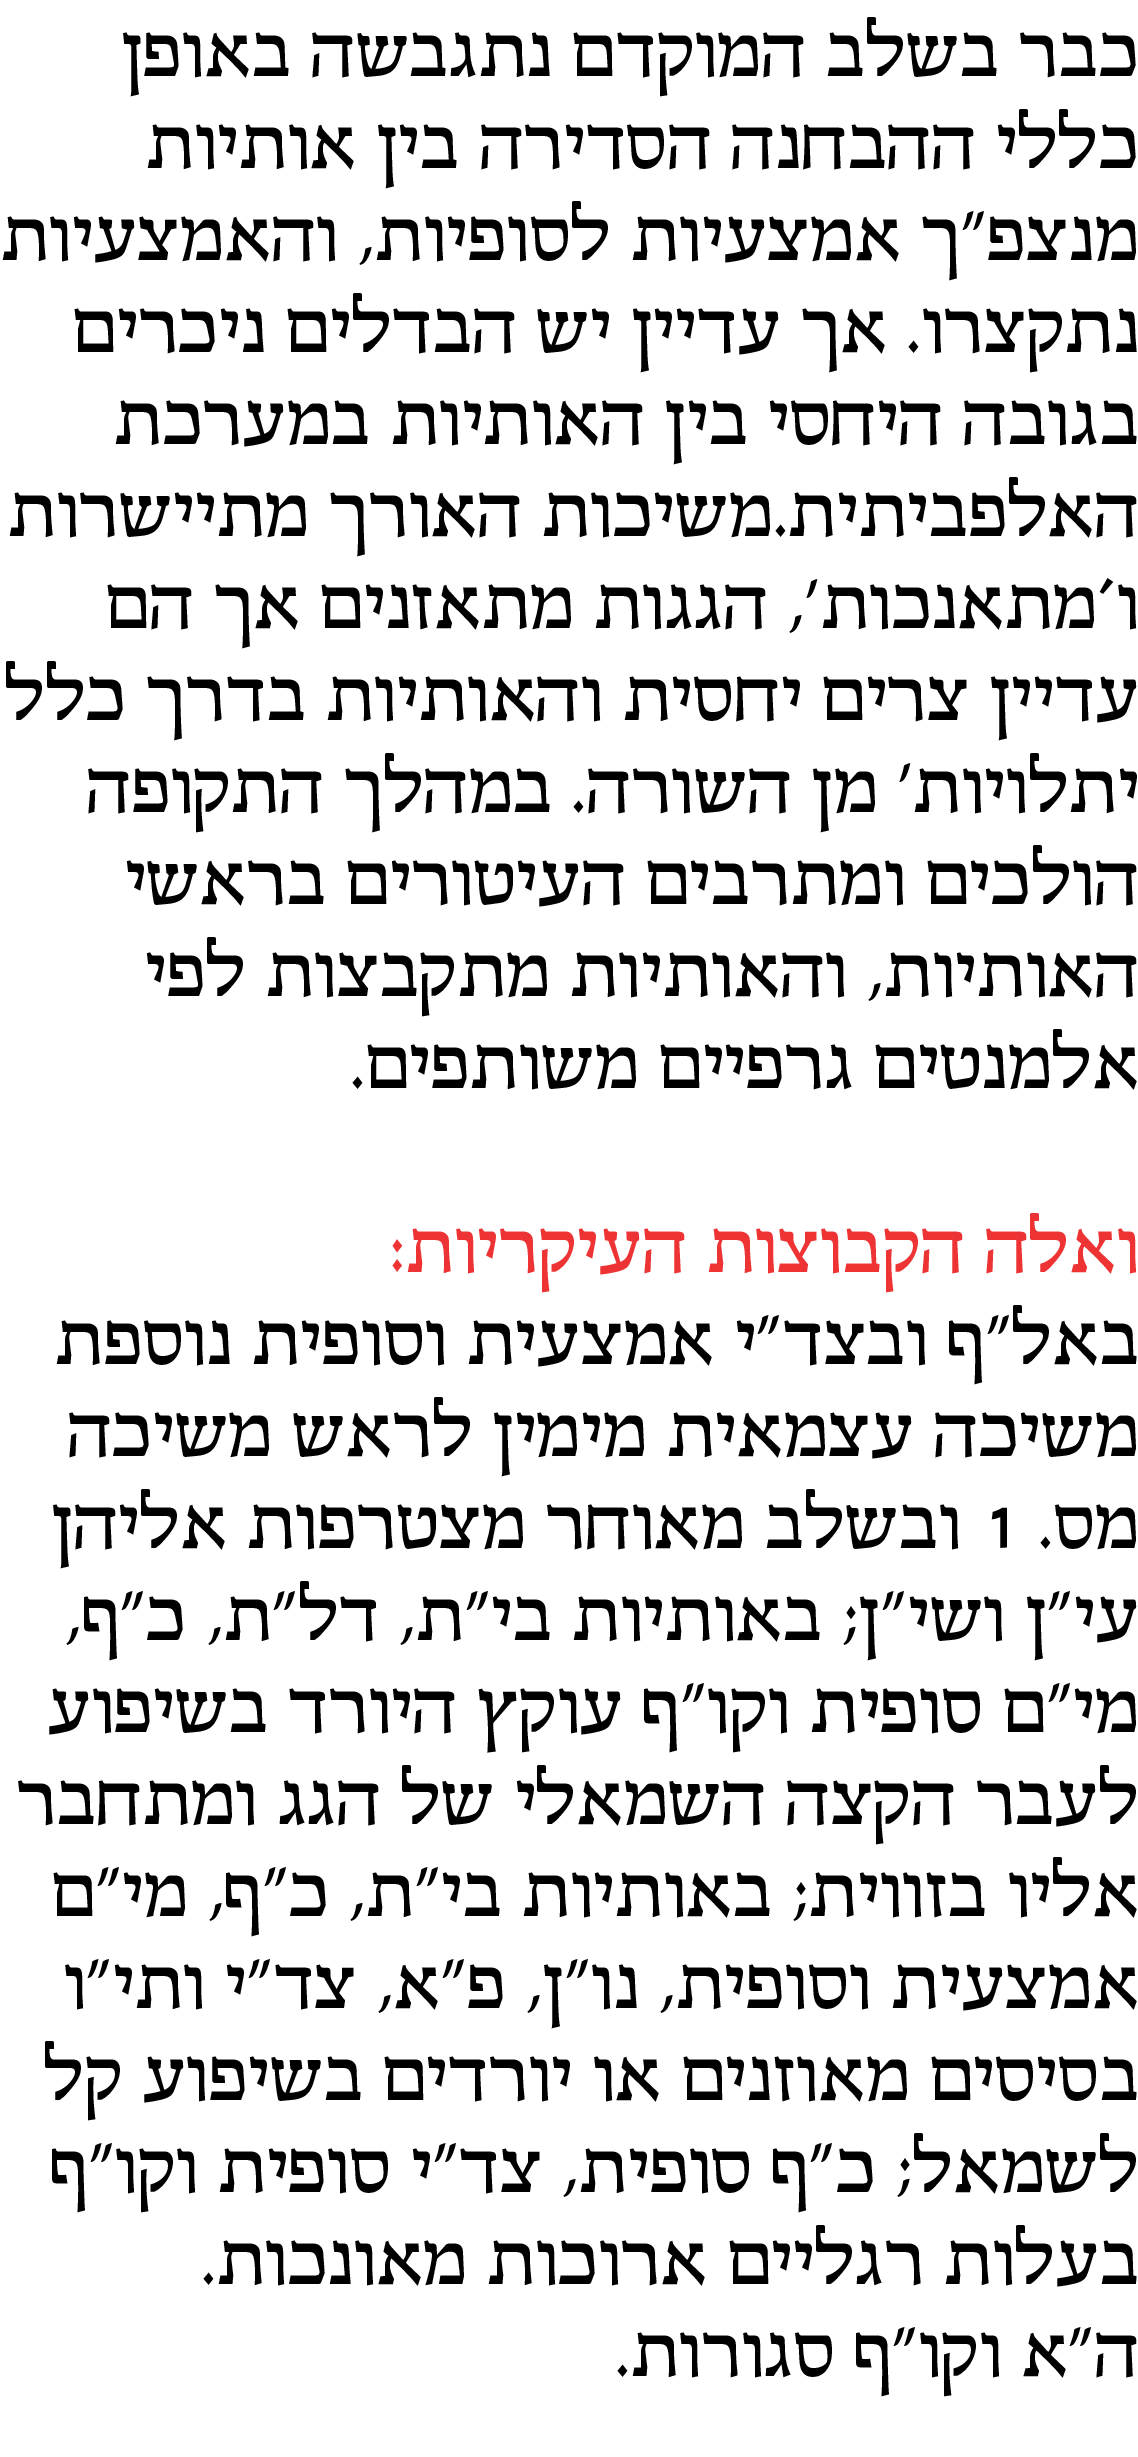 כבר בשלב המוקדם נתגבשה באופן
כללי ההבחנה הסדירה בין אותיות
מנצפ"ך אמצעיות לסופיות, והאמצעיות
נתקצרו. אך עדיין יש הבדלים ניכרים
בגובה היחסי בין האותיות במערכת
האלפביתית.משיכות האורך מתיישרות
ו'מתאנכות', הגגות מתאזנים אך הם
עדיין צרים יחסית והאותיות בדרך כלל
יתלויות' מן השורה. במהלך התקופה
הולכים ומתרבים העיטורים בראשי
האותיות, והאותיות מתקבצות לפי
אלמנטים גרפיים משותפים.

ואלה הקבוצות העיקריות:
באל"ף ובצד"י אמצעית וסופית נוספת
משיכה עצמאית מימין לראש משיכה
מס. 1 ובשלב מאוחר מצטרפות אליהן
עי"ן ושי"ן; באותיות בי"ת, דל"ת, כ"ף,
מי"ם סופית וקו"ף עוקץ היורד בשיפוע
לעבר הקצה השמאלי של הגג ומתחבר
אליו בזווית; באותיות בי"ת, כ"ף, מי"ם
אמצעית וסופית, נו"ן, פ"א, צד"י ותי"ו
בסיסים מאוזנים או יורדים בשיפוע קל
לשמאל; כ"ף סופית, צד"י סופית וקו"ף
בעלות רגליים ארוכות מאונכות.
ה"א וקו"ף סגורות.